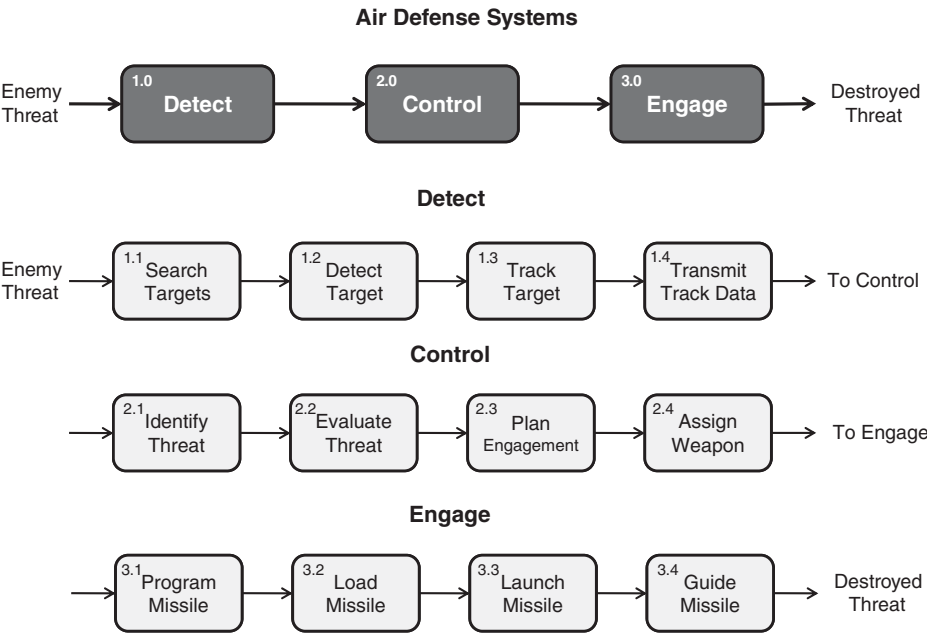 Air Defense Systems
Enemy
Threat
1.0
Detect
2.0
Control
3.0
Engage
Destroyed
Threat
Detect
Enemy
Threat
1.1 Search
Targets
1.2 Detect
Target
1.3 Track
Target
1.4 Transmit
Track Data
To Control
Control
2.1 Identify
Threat
2.2 Evaluate
Threat
2.3 Plan
Engagement
2.4 Assign
Weapon
To Engage
Engage
3.1 Program
Missile
3.2 Load
Missile
3.3 Launch
Missile
3.4 Guide
Missile
Destroyed
Threat